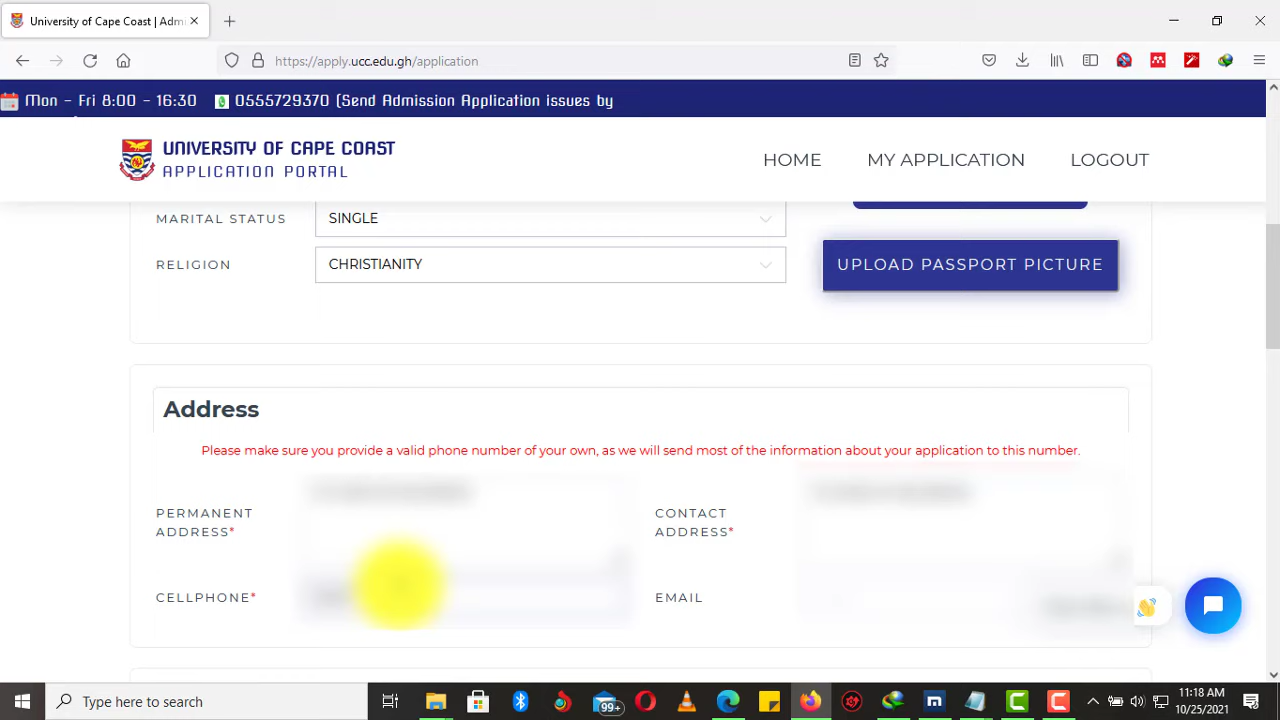 University of Cape Coast | Adm
https://apply.ucc.edu.gh/application
Mon - Fri 8:00 - 16:30 0555729370 (Send Admission Application issues by
UNIVERSITY OF CAPE COAST
APPLICATION PORTAL
HOME MY APPLICATION LOGOUT
MARITAL STATUS SINGLE
RELIGION CHRISTIANITY
UPLOAD PASSPORT PICTURE
Address
Please make sure you provide a valid phone number of your own, as we will send most of the information about your application to this number.
PERMANENT ADDRESS*
CONTACT ADDRESS*
CELLPHONE*
EMAIL
Type here to search
99+
11:18 AM
10/25/2021